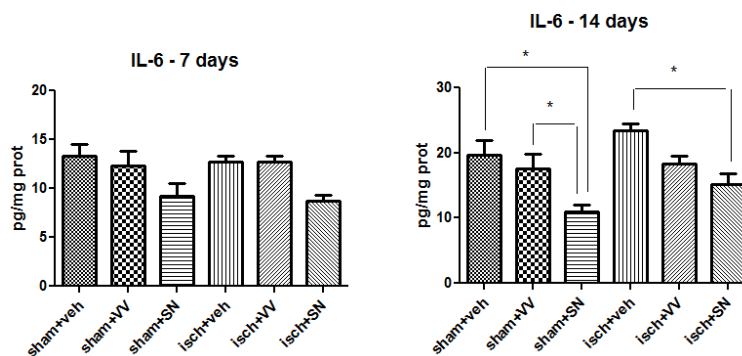 IL-6 - 7 days
20
15
10
5
0
pg/mg prot
sham+veh
sham+VV
sham+SN
isch+veh
isch+VV
isch+SN
IL-6 - 14 days
30
20
10
0
pg/mg prot
*
*
*
sham+veh
sham+VV
sham+SN
isch+veh
isch+VV
isch+SN